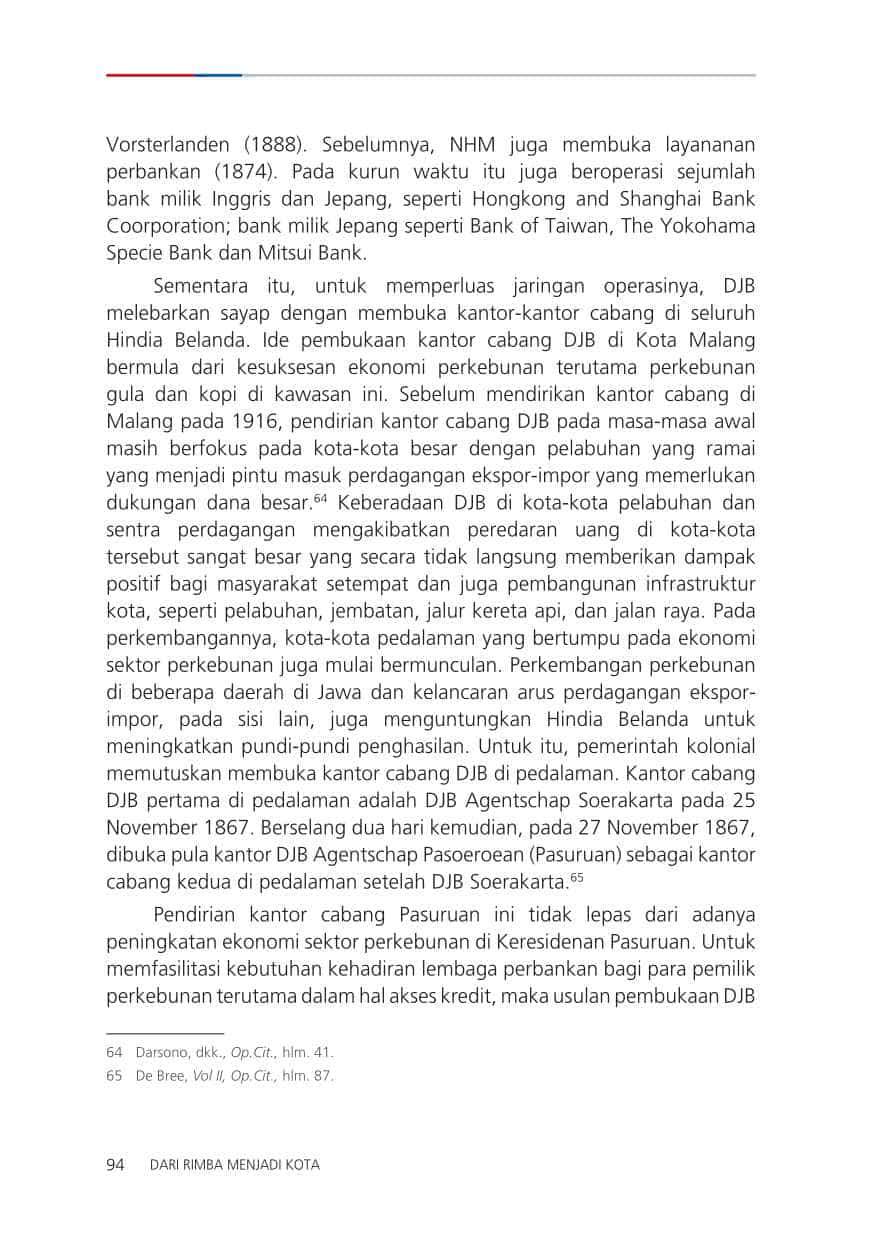 Vorsterlanden (1888). Sebelumnya, NHM juga membuka layananan
perbankan (1874). Pada kurun waktu itu juga beroperasi sejumlah
bank milik Inggris dan Jepang, seperti Hongkong and Shanghai Bank
Coorporation; bank milik Jepang seperti Bank of Taiwan, The Yokohama
Specie Bank dan Mitsui Bank.
Sementara itu, untuk memperluas jaringan operasinya, DJB
melebarkan sayap dengan membuka kantor-kantor cabang di seluruh
Hindia Belanda. Ide pembukaan kantor cabang DJB di Kota Malang
bermula dari kesuksesan ekonomi perkebunan terutama perkebunan
gula dan kopi di kawasan ini. Sebelum mendirikan kantor cabang di
Malang pada 1916, pendirian kantor cabang DJB pada masa-masa awal
masih berfokus pada kota-kota besar dengan pelabuhan yang ramai
yang menjadi pintu masuk perdagangan ekspor-impor yang memerlukan
dukungan dana besar.64 Keberadaan DJB di kota-kota pelabuhan dan
sentra perdagangan mengakibatkan peredaran uang di kota-kota
tersebut sangat besar yang secara tidak langsung memberikan dampak
positif bagi masyarakat setempat dan juga pembangunan infrastruktur
kota, seperti pelabuhan, jembatan, jalur kereta api, dan jalan raya. Pada
perkembangannya, kota-kota pedalaman yang bertumpu pada ekonomi
sektor perkebunan juga mulai bermunculan. Perkembangan perkebunan
di beberapa daerah di Jawa dan kelancaran arus perdagangan ekspor-
impor, pada sisi lain, juga menguntungkan Hindia Belanda untuk
meningkatkan pundi-pundi penghasilan. Untuk itu, pemerintah kolonial
memutuskan membuka kantor cabang DJB di pedalaman. Kantor cabang
DJB pertama di pedalaman adalah DJB Agentschap Soerakarta pada 25
November 1867. Berselang dua hari kemudian, pada 27 November 1867,
dibuka pula kantor DJB Agentschap Pasoeroean (Pasuruan) sebagai kantor
cabang kedua di pedalaman setelah DJB Soerakarta.65
Pendirian kantor cabang Pasuruan ini tidak lepas dari adanya
peningkatan ekonomi sektor perkebunan di Keresidenan Pasuruan. Untuk
memfasilitasi kebutuhan kehadiran lembaga perbankan bagi para pemilik
perkebunan terutama dalam hal akses kredit, maka usulan pembukaan DJB
64 Darsono, dkk., Op.Cit., hlm. 41.
65 De Bree, Vol II, Op.Cit., hlm. 87.
94 DARI RIMBA MENJADI KOTA